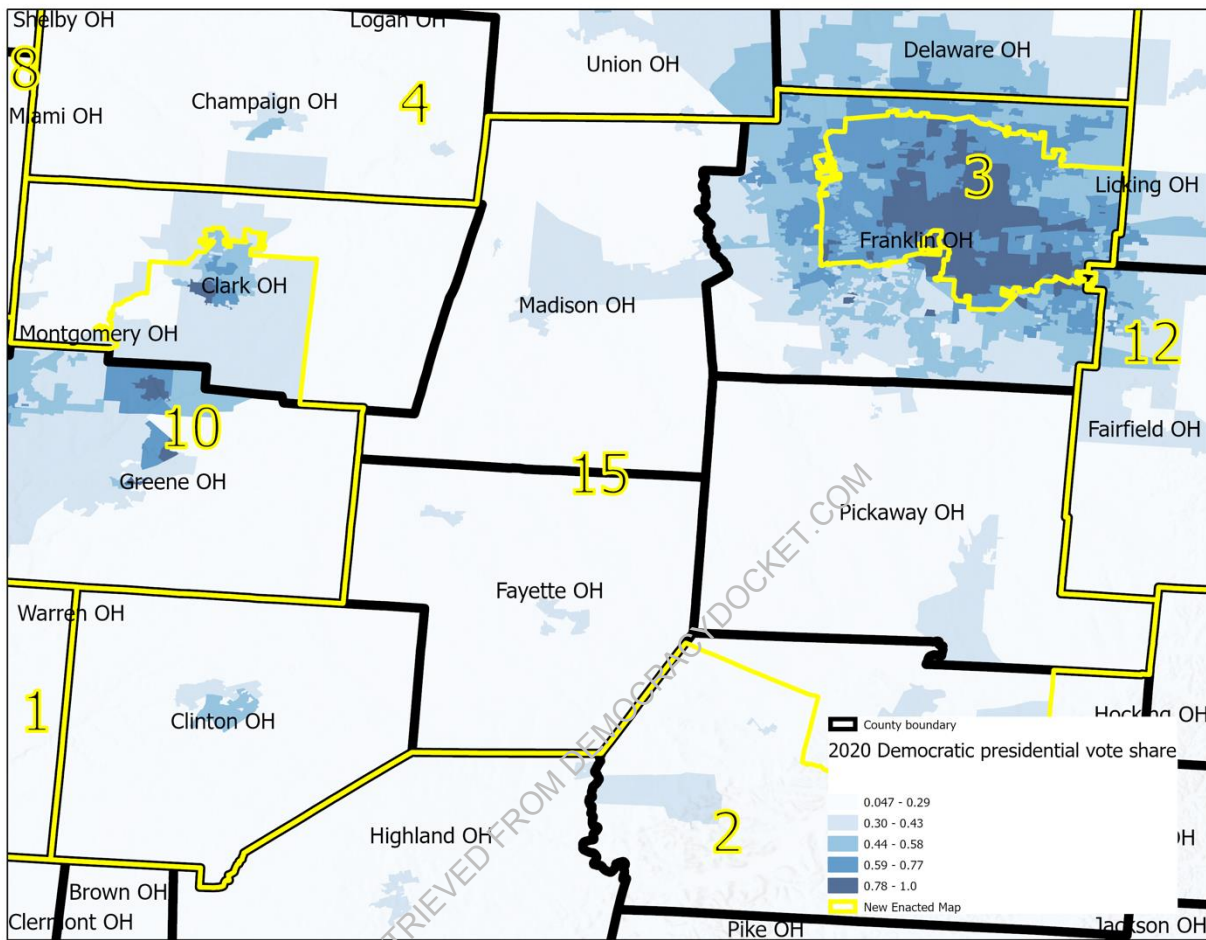 Shelby OH
Logan OH
Union OH
Delaware OH
8
Champaign OH
4
Miami OH
3
Licking OH
Franklin OH
Clark OH
Madison OH
Montgomery OH
12
10
Fairfield OH
Greene OH
15
Pickaway OH
Fayette OH
Warren OH
1
Clinton OH
Hocking OH
County boundary
2020 Democratic presidential vote share
0.047 - 0.29
0.30 - 0.43
0.44 - 0.58
0.59 - 0.77
0.78 - 1.0
New Enacted Map
2
Highland OH
OH
Brown OH
Clermont OH
Pike OH
Jackson OH
TRIEVED FROM DEMOCRACYDOCKET.COM